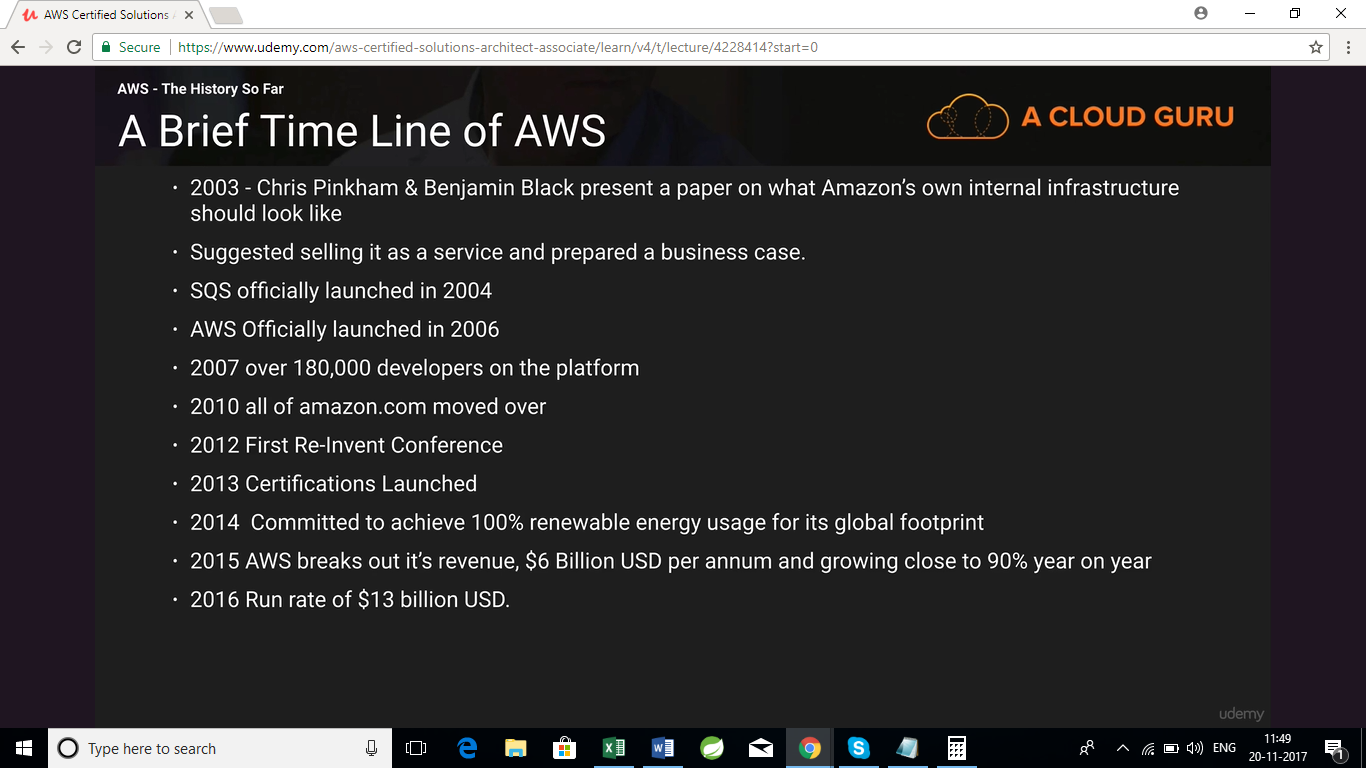 AWS Certified Solutions
Secure
https://www.udemy.com/aws-certified-solutions-architect-associate/learn/v4/t/lecture/4228414?start=0
AWS - The History So Far
A Brief Time Line of AWS
A CLOUD GURU
• 2003 - Chris Pinkham & Benjamin Black present a paper on what Amazon’s own internal infrastructure
should look like
• Suggested selling it as a service and prepared a business case.
• SQS officially launched in 2004
• AWS Officially launched in 2006
• 2007 over 180,000 developers on the platform
• 2010 all of amazon.com moved over
• 2012 First Re-Invent Conference
• 2013 Certifications Launched
• 2014  Committed to achieve 100% renewable energy usage for its global footprint
• 2015 AWS breaks out it’s revenue, $6 Billion USD per annum and growing close to 90% year on year
• 2016 Run rate of $13 billion USD.
udemy
Type here to search
ENG
11:49
20-11-2017
1